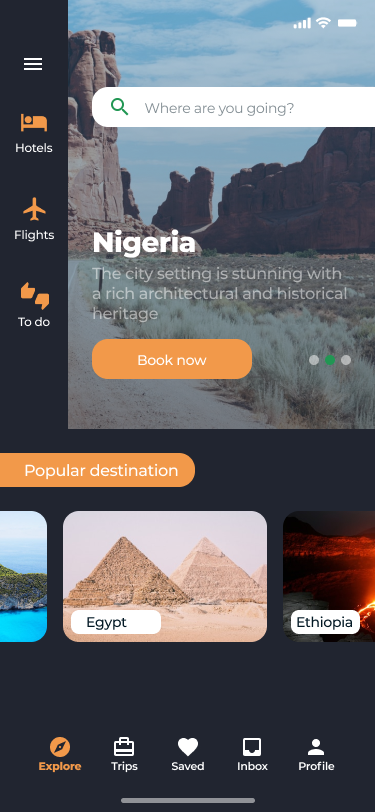 Where are you going?
Hotels
Flights
Nigeria
The city setting is stunning with
a rich architectural and historical
heritage
To do
Book now
Popular destination
Egypt
Ethiopia
Explore
Trips
Saved
Inbox
Profile